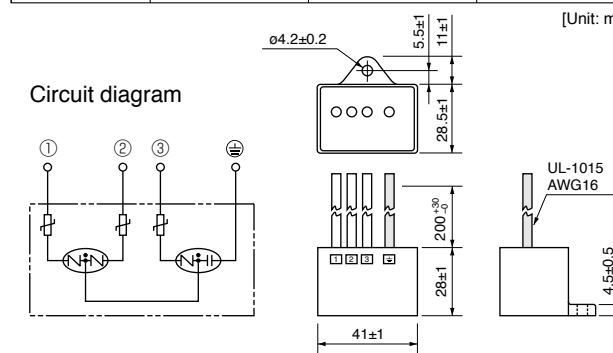 [Unit: m
ø4.2±0.2
5.5±1
11±1
28.5±1
Circuit diagram
① ② ③
UL-1015
AWG16
200 +30 -0
1 2 3
28±1
4.5±0.5
41±1